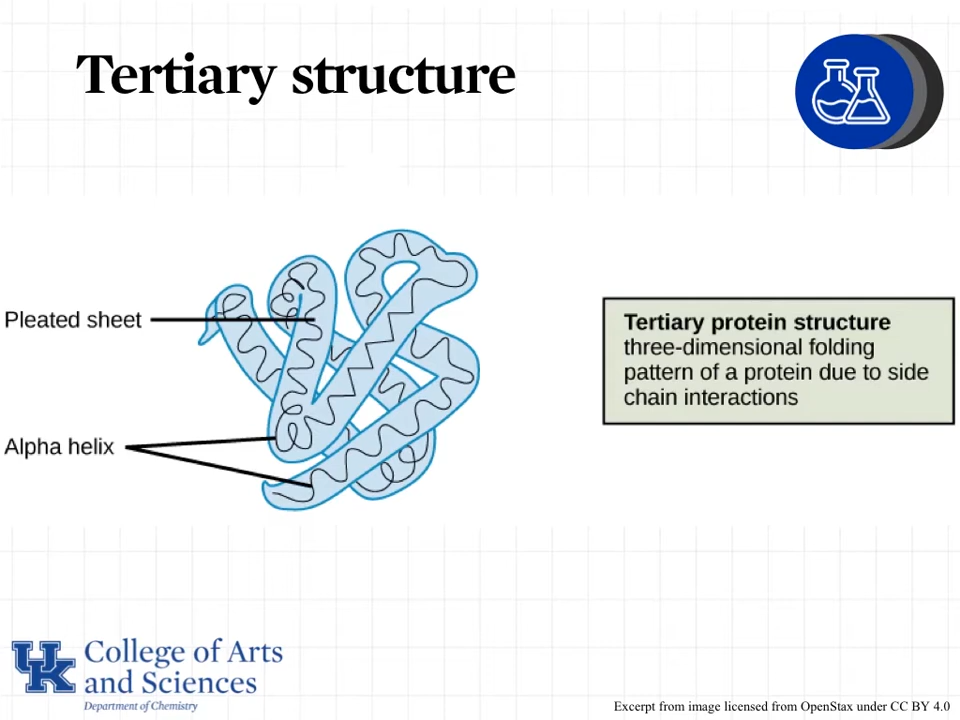 Tertiary structure
Pleated sheet
Alpha helix
Tertiary protein structure
three-dimensional folding
pattern of a protein due to side
chain interactions
UK
College of Arts
and Sciences
Department of Chemistry
Excerpt from image licensed from OpenStax under CC BY 4.0